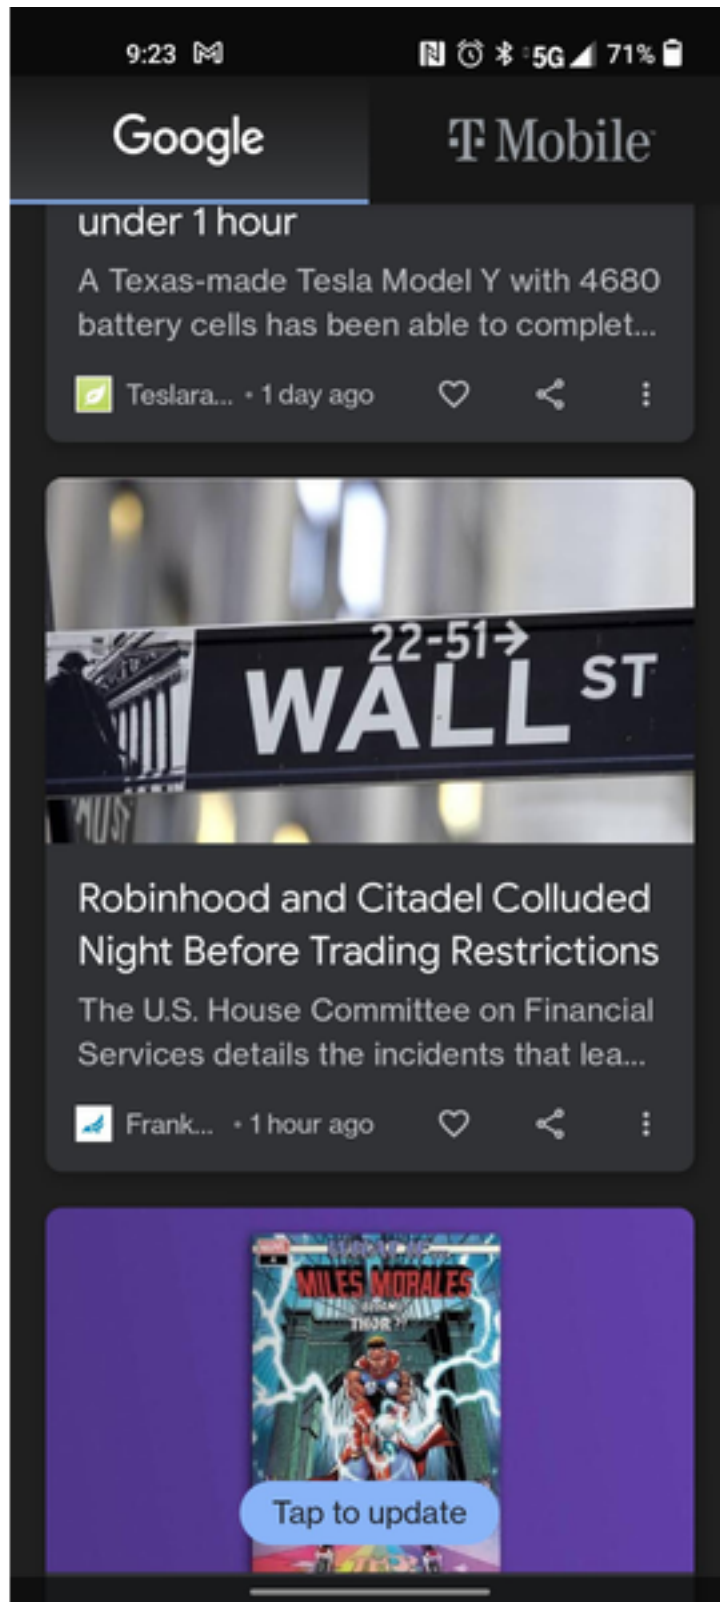 9:23
5G 71%
Google
T Mobile
under 1 hour
A Texas-made Tesla Model Y with 4680
battery cells has been able to complet...
Teslara... • 1 day ago
22-51→
WALL ST
Robinhood and Citadel Colluded
Night Before Trading Restrictions
The U.S. House Committee on Financial
Services details the incidents that lea...
Frank... • 1 hour ago
MILES MORALES
THOR?!
Tap to update